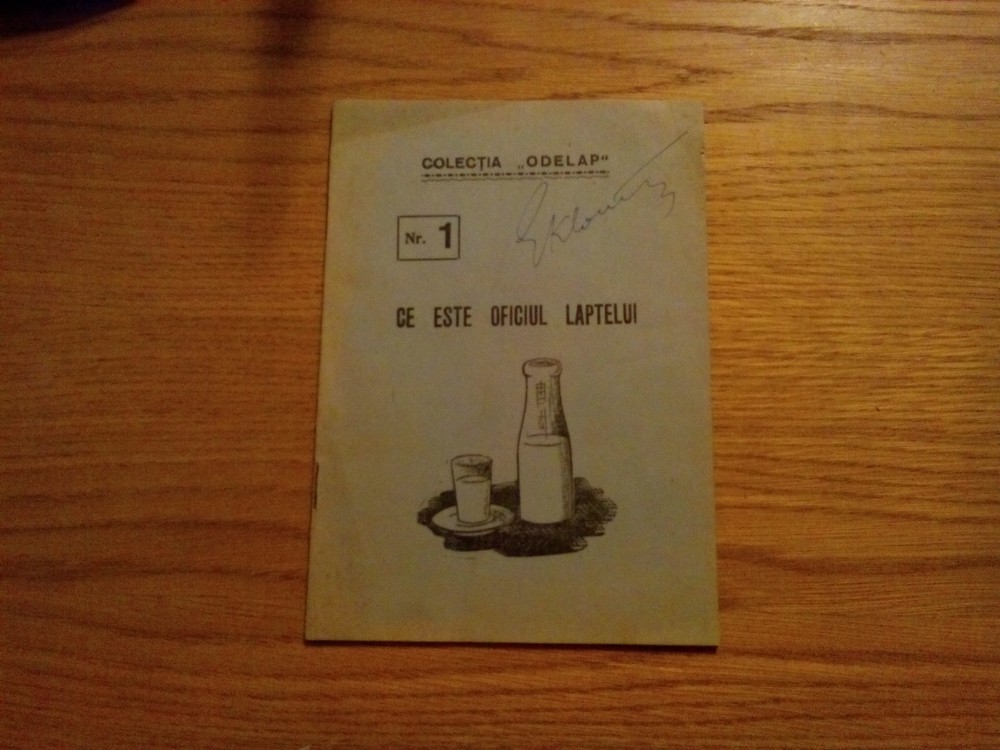 COLECȚIA „ODELAP“
Nr. 1
CE ESTE OFICIUL LAPTELUI